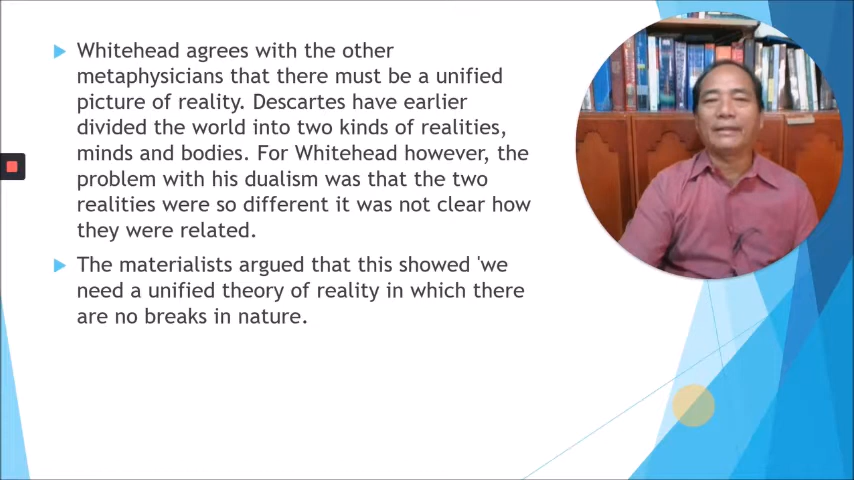 Whitehead agrees with the other
metaphysicians that there must be a unified
picture of reality. Descartes have earlier
divided the world into two kinds of realities,
minds and bodies. For Whitehead however, the
problem with his dualism was that the two
realities were so different it was not clear how
they were related.
The materialists argued that this showed 'we
need a unified theory of reality in which there
are no breaks in nature.